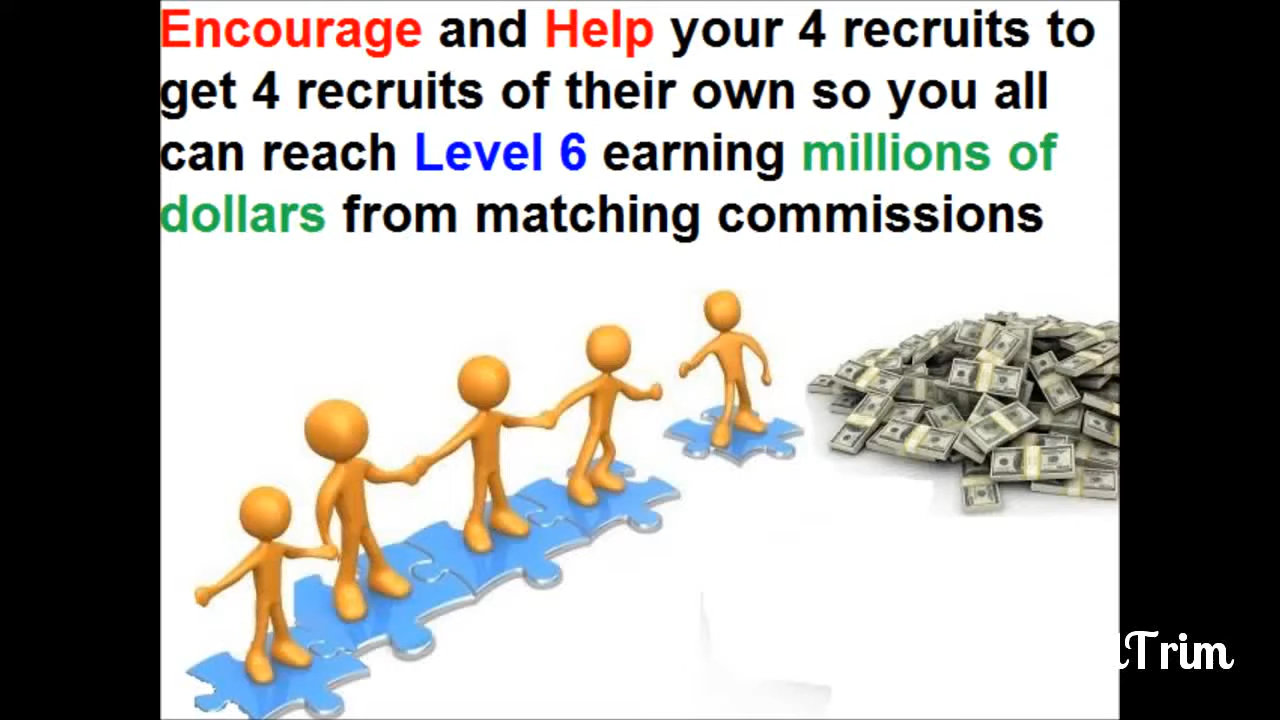 Encourage and Help your 4 recruits to
get 4 recruits of their own so you all
can reach Level 6 earning millions of
dollars from matching commissions
Trim